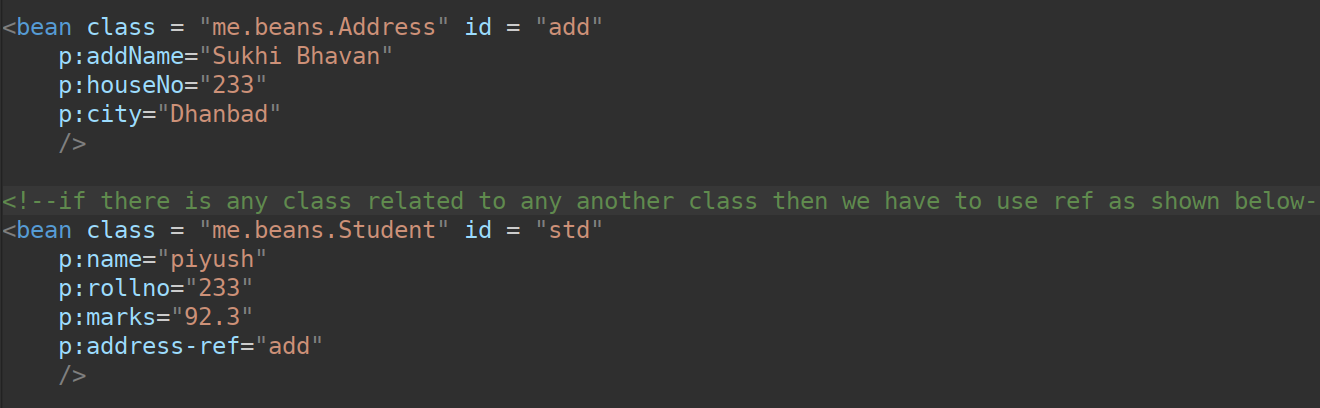 <bean class = "me.beans.Address" id = "add"
p:addName="Sukhi Bhavan"
p:houseNo="233"
p:city="Dhanbad"
/>
<!--if there is any class related to any another class then we have to use ref as shown below-
<bean class = "me.beans.Student" id = "std"
p:name="piyush"
p:rollno="233"
p:marks="92.3"
p:address-ref="add"
/>